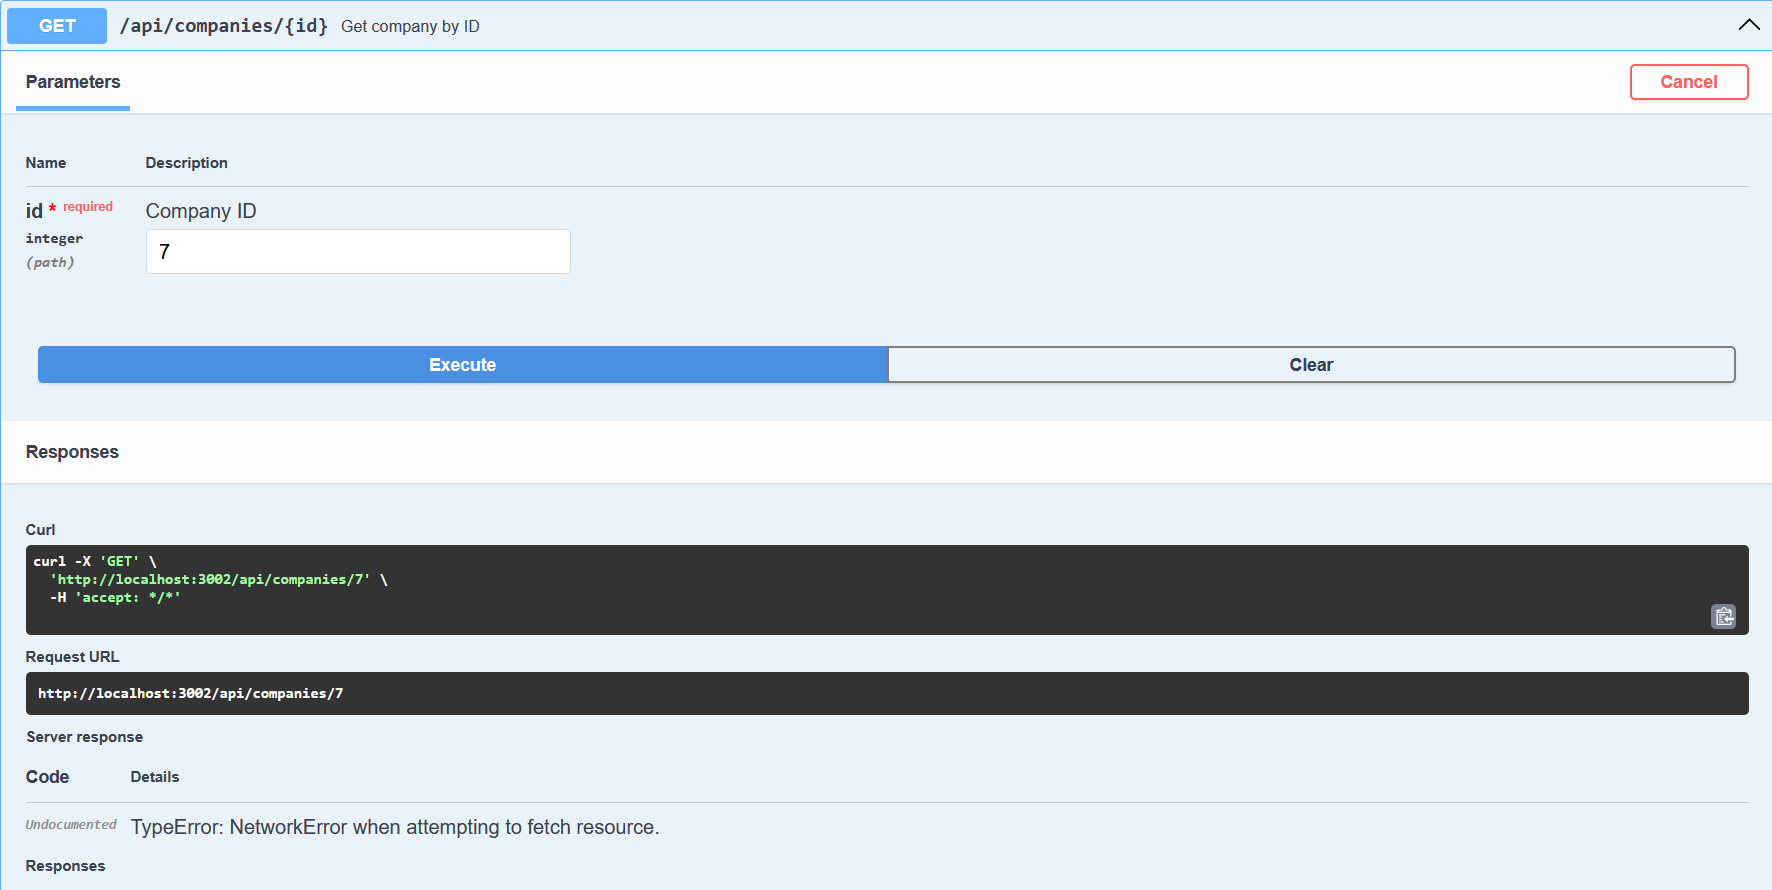 GET /api/companies/{id} Get company by ID
Parameters Cancel
Name Description
id * required Company ID
integer 7
(path)
Execute Clear
Responses
Curl
curl -X 'GET' \
  'http://localhost:3002/api/companies/7' \
  -H 'accept: */*'
Request URL
http://localhost:3002/api/companies/7
Server response
Code Details
Undocumented TypeError: NetworkError when attempting to fetch resource.
Responses